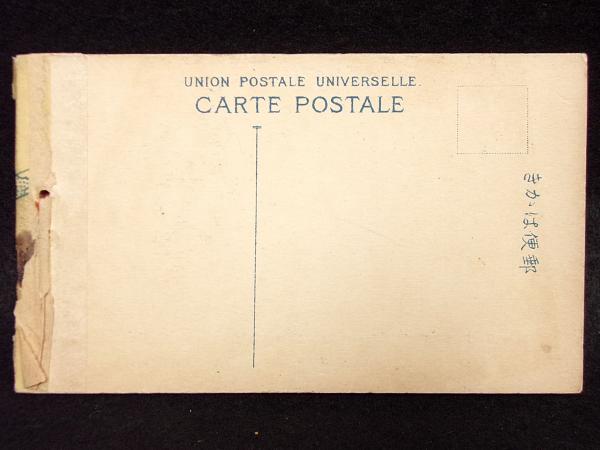 UNION POSTALE UNIVERSELLE.
CARTE POSTALE
郵便はかき